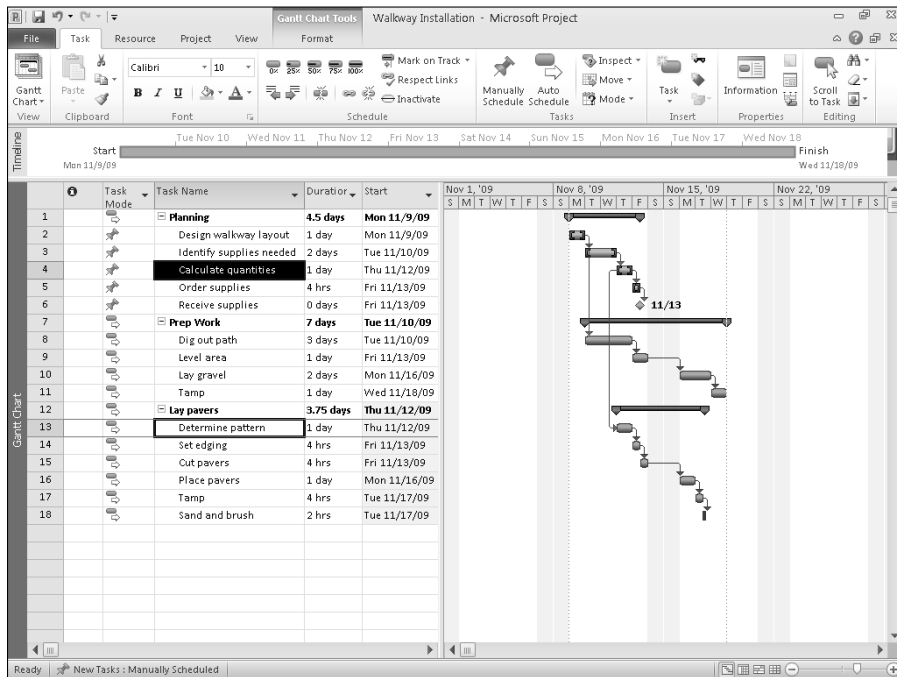 Gantt Chart Tools Walkway Installation - Microsoft Project
File Task Resource Project View Format
Gantt Chart
View
Paste
Clipboard
Calibri 10
B I U A
Font
0% 25% 50% 75% 100%
Mark on Track
Respect Links
Inactivate
Schedule
Manually Schedule
Auto Schedule
Inspect
Move
Mode
Tasks
Task
Insert
Information
Properties
Scroll to Task
Editing
Timeline
Tue Nov 10 Wed Nov 11 Thu Nov 12 Fri Nov 13 Sat Nov 14 Sun Nov 15 Mon Nov 16 Tue Nov 17 Wed Nov 18
Start Finish
Mon 11/9/09 Wed 11/18/09
Task Mode Task Name Duration Start
Nov 1, '09 Nov 8, '09 Nov 15, '09 Nov 22, '09
S M T W T F S S M T W T F S S M T W T F S S M T W T F S
1 Planning 4.5 days Mon 11/9/09
2 Design walkway layout 1 day Mon 11/9/09
3 Identify supplies needed 2 days Tue 11/10/09
4 Calculate quantities 1 day Thu 11/12/09
5 Order supplies 4 hrs Fri 11/13/09
6 Receive supplies 0 days Fri 11/13/09 11/13
7 Prep Work 7 days Tue 11/10/09
8 Dig out path 3 days Tue 11/10/09
9 Level area 1 day Fri 11/13/09
10 Lay gravel 2 days Mon 11/16/09
11 Tamp 1 day Wed 11/18/09
12 Lay pavers 3.75 days Thu 11/12/09
13 Determine pattern 1 day Thu 11/12/09
14 Set edging 4 hrs Fri 11/13/09
15 Cut pavers 4 hrs Fri 11/13/09
16 Place pavers 1 day Mon 11/16/09
17 Tamp 4 hrs Tue 11/17/09
18 Sand and brush 2 hrs Tue 11/17/09
Gantt Chart
Ready New Tasks : Manually Scheduled